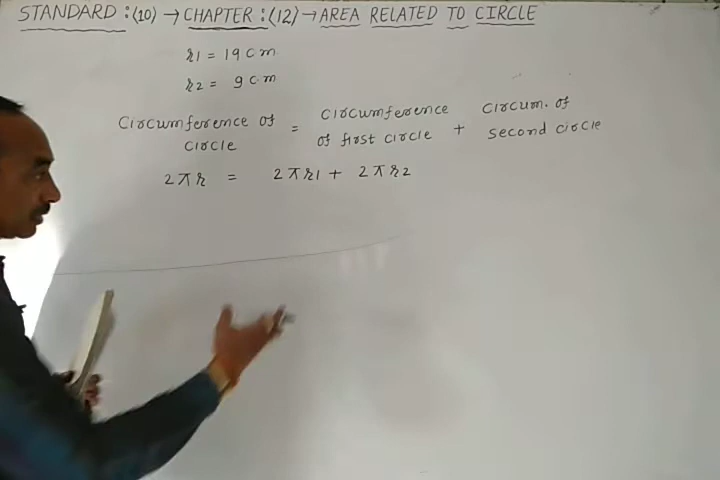 STANDARD:(10) → CHAPTER:(12) → AREA RELATED TO CIRCLE
r1 = 19 cm
r2 = 9 cm
Circumference of circle = Circumference of first circle + Circum. of second circle
2πr = 2πr1 + 2πr2